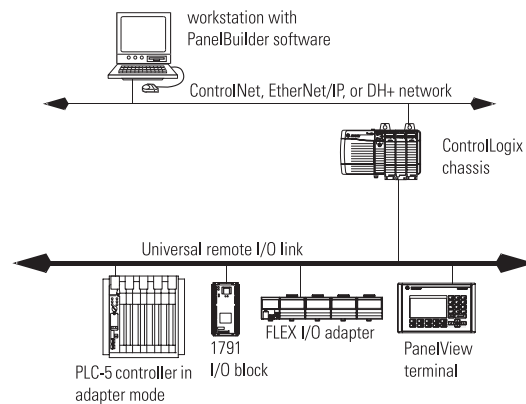 workstation with
PanelBuilder software
ControlNet, EtherNet/IP, or DH+ network
ControlLogix
chassis
Universal remote I/O link
PLC-5 controller in
adapter mode
1791
I/O block
FLEX I/O adapter
PanelView
terminal